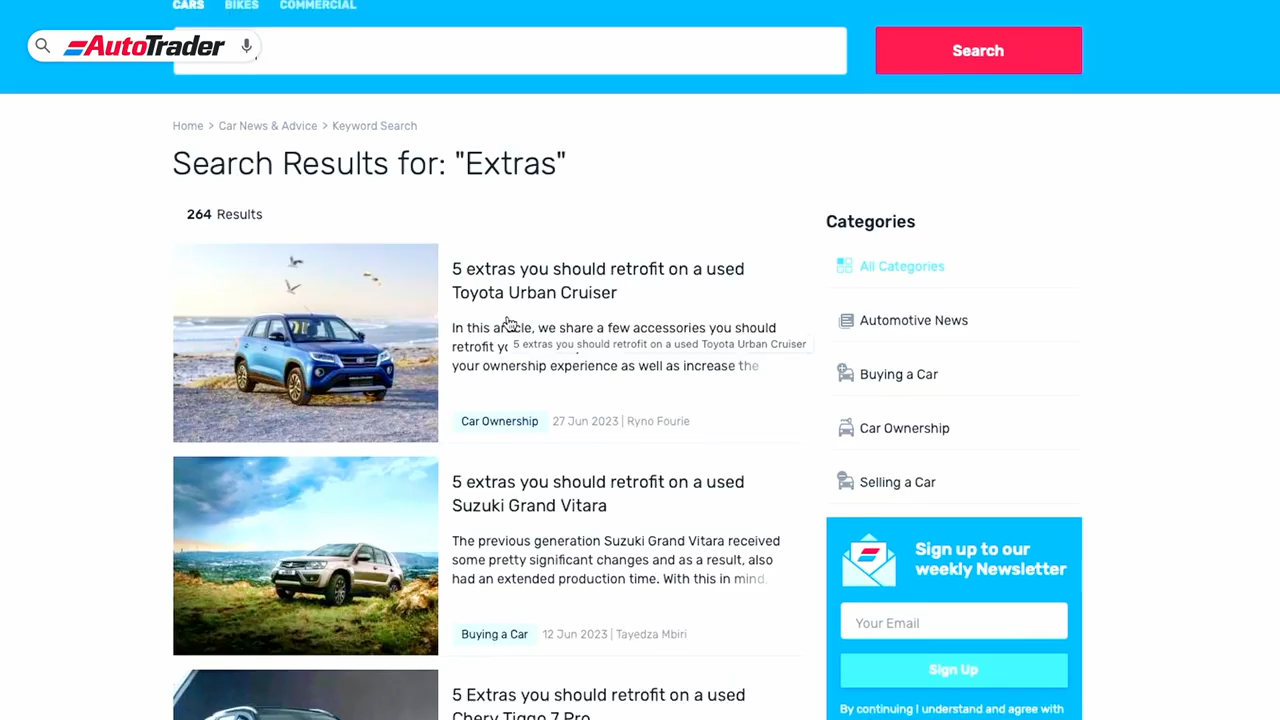 CARS BIKES COMMERCIAL
AutoTrader
Search
Home > Car News & Advice > Keyword Search
Search Results for: "Extras"
264 Results
5 extras you should retrofit on a used
Toyota Urban Cruiser
In this article, we share a few accessories you should
retrofit
5 extras you should retrofit on a used Toyota Urban Cruiser
your ownership experience as well as increase the
Car Ownership 27 Jun 2023 | Ryno Fourie
5 extras you should retrofit on a used
Suzuki Grand Vitara
The previous generation Suzuki Grand Vitara received
some pretty significant changes and as a result, also
had an extended production time. With this in mind.
Buying a Car 12 Jun 2023 | Tayedza Mbiri
5 Extras you should retrofit on a used
Chery Tiggo 7 Pro
Categories
All Categories
Automotive News
Buying a Car
Car Ownership
Selling a Car
Sign up to our
weekly Newsletter
Your Email
Sign Up
By continuing I understand and agree with